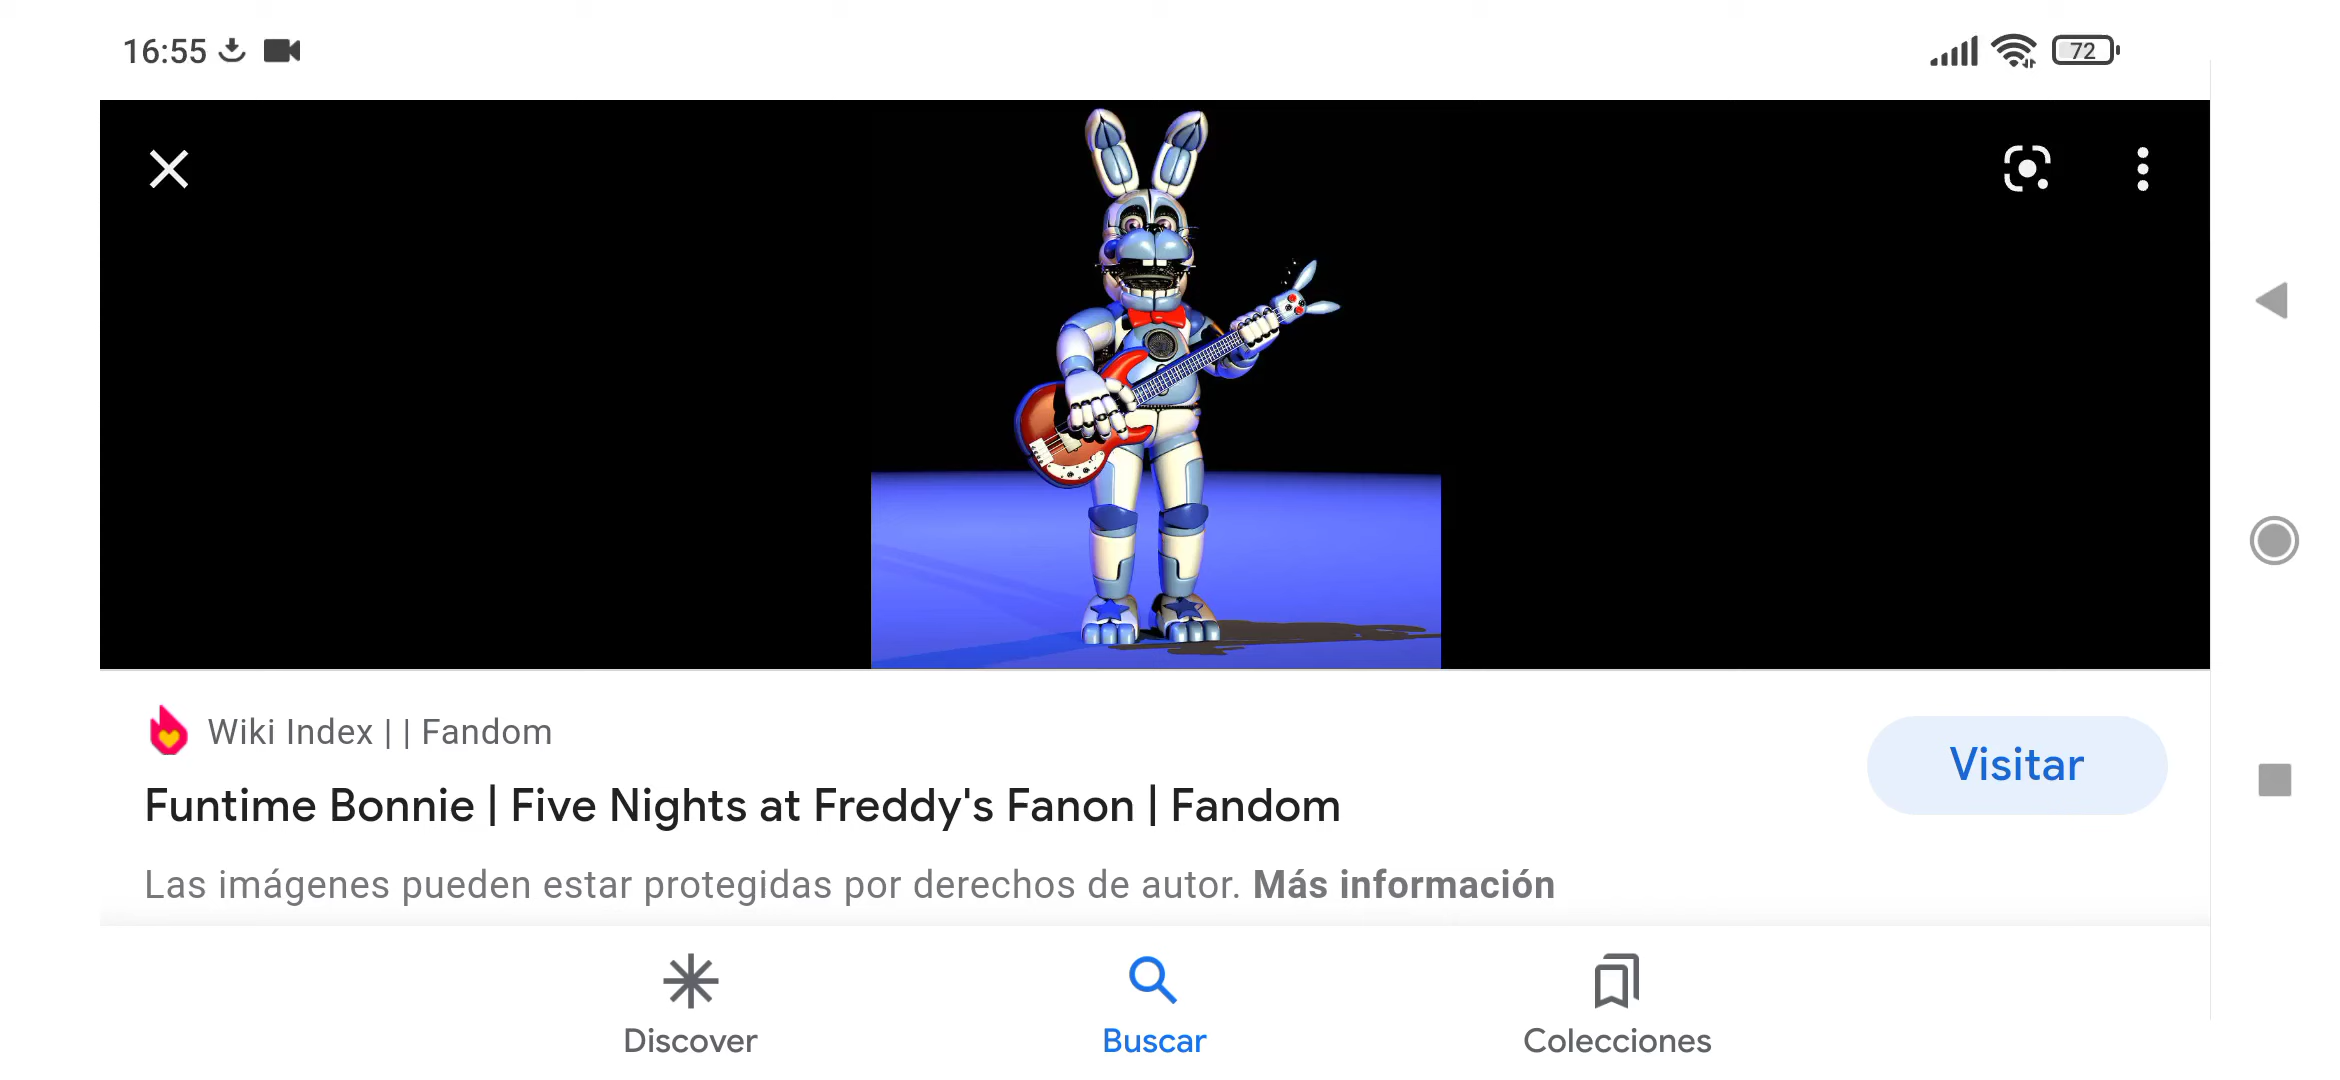 16:55
72
Wiki Index | | Fandom
Visitar
Funtime Bonnie | Five Nights at Freddy's Fanon | Fandom
Las imágenes pueden estar protegidas por derechos de autor. Más información
Discover
Buscar
Colecciones